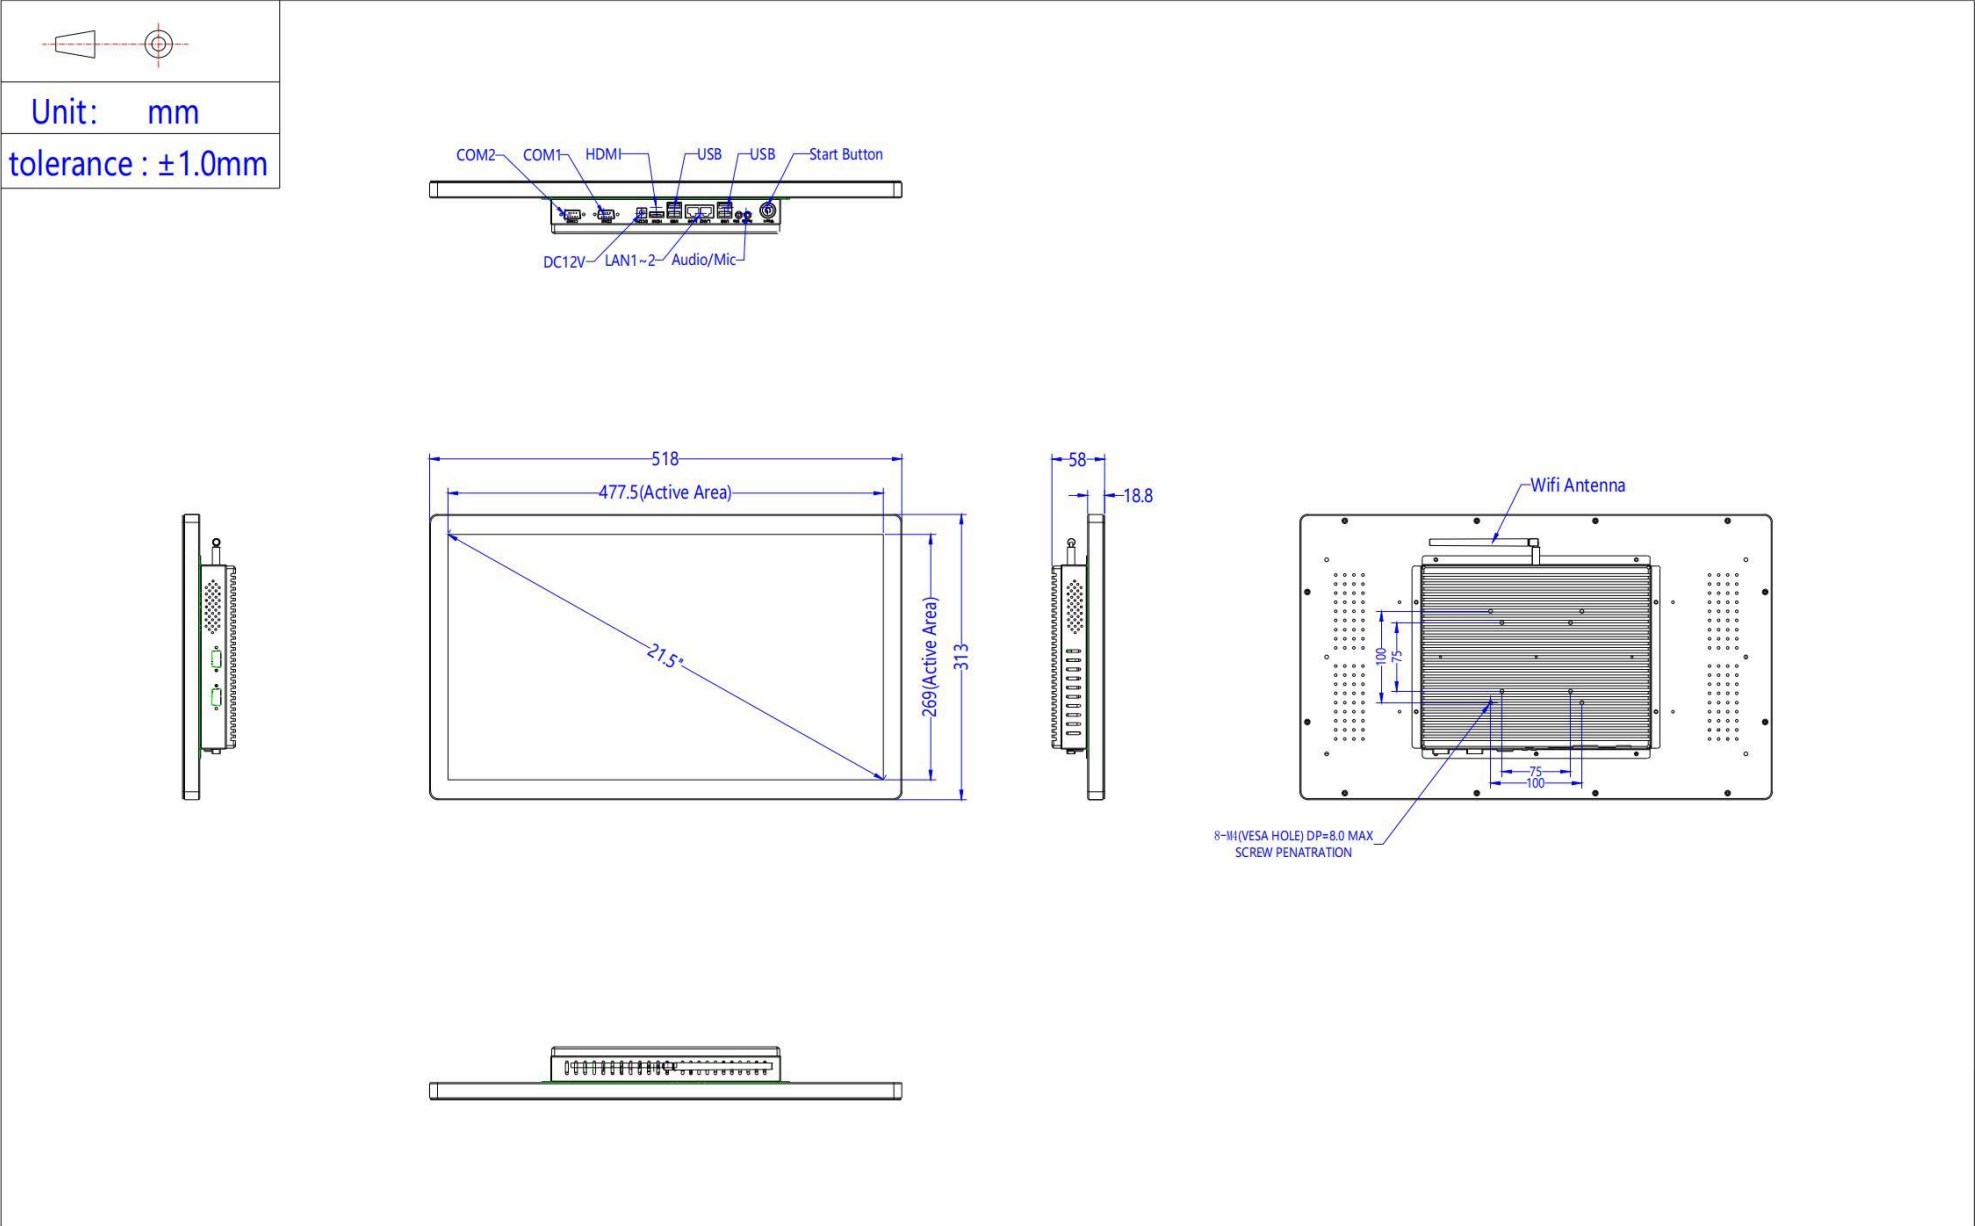 Unit: mm
tolerance : ±1.0mm
COM2
COM1
HDMI
USB
USB
Start Button
DC12V
LAN1~2
Audio/Mic
518
477.5(Active Area)
21.5"
269(Active Area)
313
58
18.8
Wifi Antenna
100
75
75
100
8-M4(VESA HOLE) DP=8.0 MAX
SCREW PENATRATION